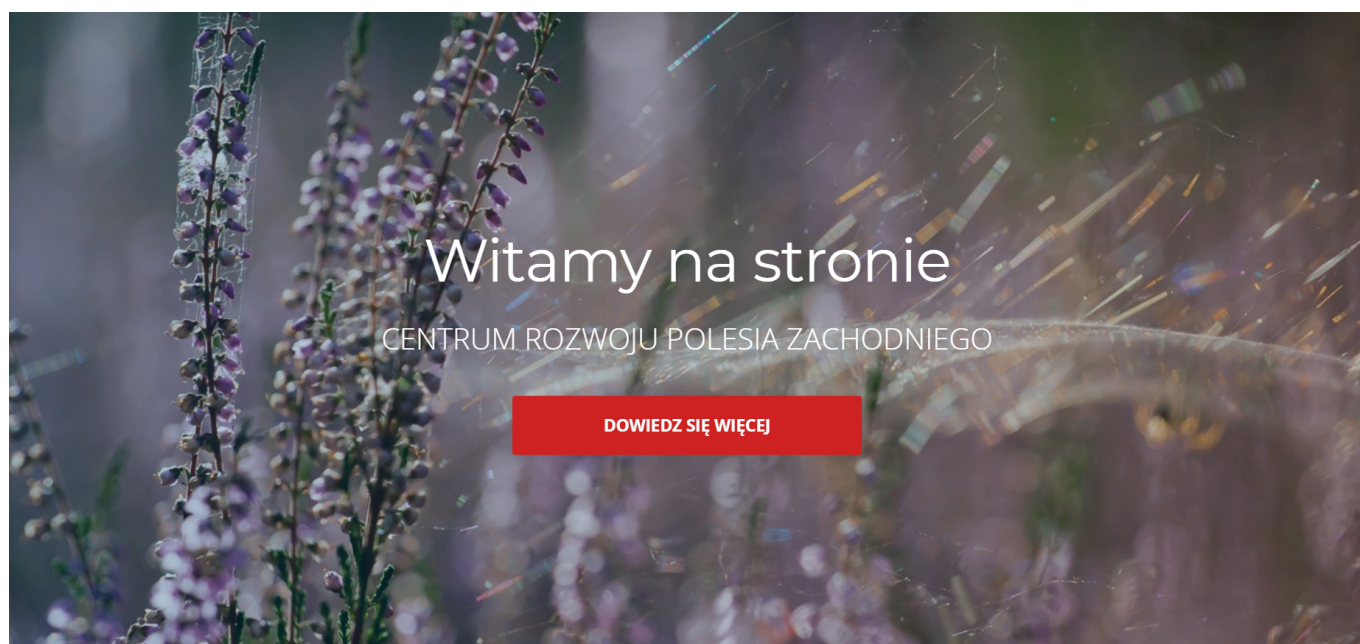 Witamy na stronie
CENTRUM ROZWOJU POLESIA ZACHODNIEGO
DOWIEDZ SIĘ WIĘCEJ